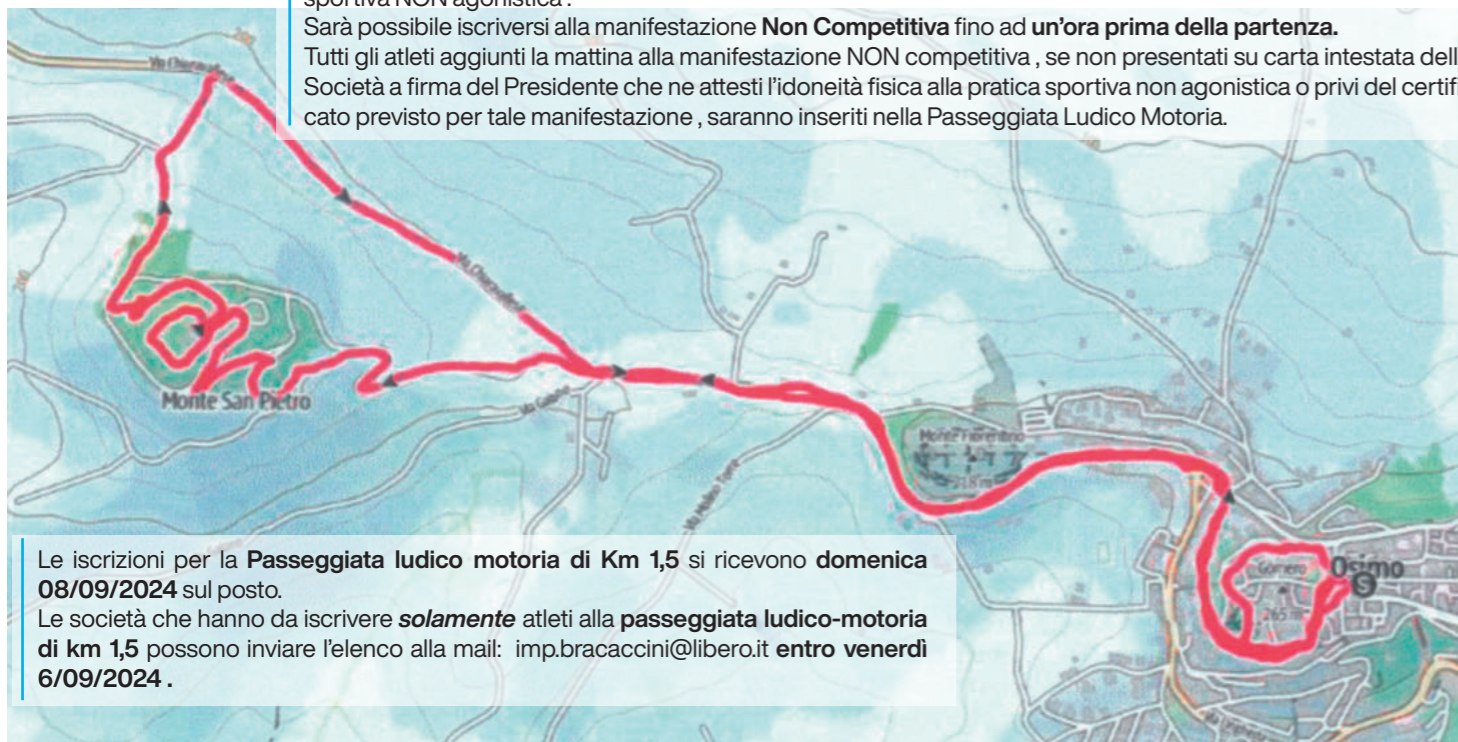 sportiva NON agonistica .
Sarà possibile iscriversi alla manifestazione Non Competitiva fino ad un'ora prima della partenza.
Tutti gli atleti aggiunti la mattina alla manifestazione NON competitiva , se non presentati su carta intestata dell
Società a firma del Presidente che ne attesti l'idoneità fisica alla pratica sportiva non agonistica o privi del certifi
cato previsto per tale manifestazione , saranno inseriti nella Passeggiata Ludico Motoria.
Monte San Pietro
Monte Fiorentino
Osimo
S
265 m
Le iscrizioni per la Passeggiata ludico motoria di Km 1,5 si ricevono domenica
08/09/2024 sul posto.
Le società che hanno da iscrivere solamente atleti alla passeggiata ludico-motoria
di km 1,5 possono inviare l'elenco alla mail: imp.bracaccini@libero.it entro venerdì
6/09/2024 .